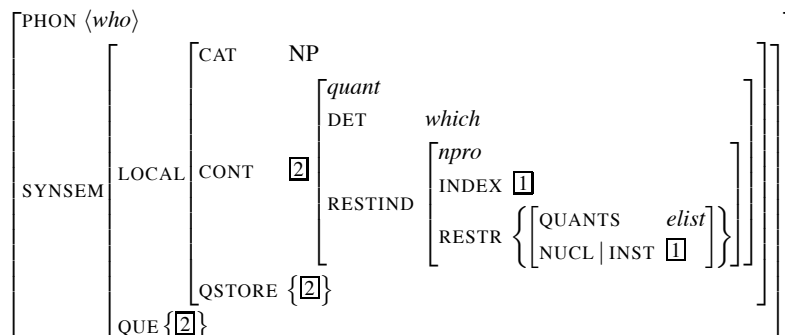 PHON ⟨who⟩
CAT NP
quant
DET which
npro
SYNSEM LOCAL CONT 2 INDEX 1
RESTIND
RESTR {[QUANTS elist
NUCL | INST 1]}
QSTORE {2}
QUE {2}